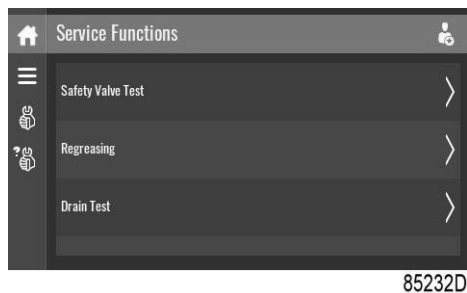 Service Functions
Safety Valve Test
?
Regreasing
Drain Test
85232D